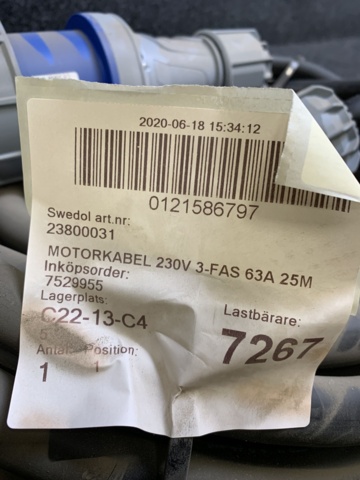 2020-06-18 15:34:12
0121586797
Swedol art.nr:
23800031
MOTORKABEL 230V 3-FAS 63A 25M
Inköpsorder:
7529955
Lagerplats:
C22-13-C4
Lastbärare:
7267
5
Antal: Position:
1 1